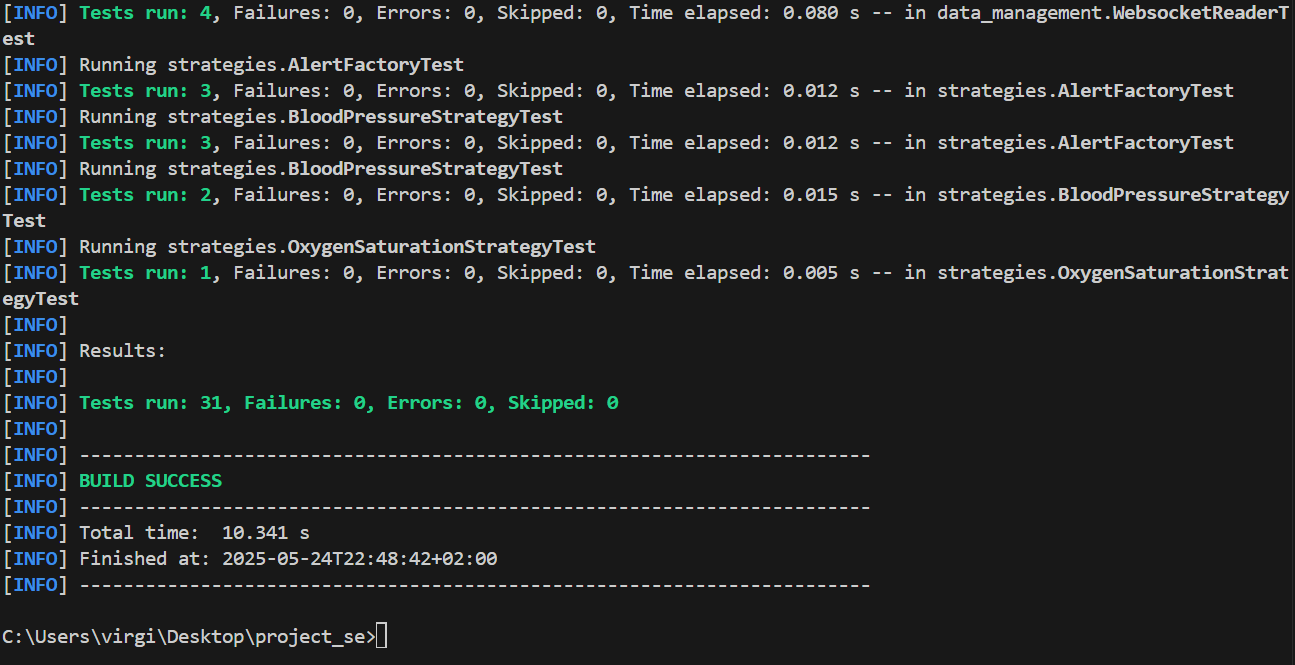 [INFO] Tests run: 4, Failures: 0, Errors: 0, Skipped: 0, Time elapsed: 0.080 s -- in data_management.WebsocketReaderT
est
[INFO] Running strategies.AlertFactoryTest
[INFO] Tests run: 3, Failures: 0, Errors: 0, Skipped: 0, Time elapsed: 0.012 s -- in strategies.AlertFactoryTest
[INFO] Running strategies.BloodPressureStrategyTest
[INFO] Tests run: 3, Failures: 0, Errors: 0, Skipped: 0, Time elapsed: 0.012 s -- in strategies.AlertFactoryTest
[INFO] Running strategies.BloodPressureStrategyTest
[INFO] Tests run: 2, Failures: 0, Errors: 0, Skipped: 0, Time elapsed: 0.015 s -- in strategies.BloodPressureStrategy
Test
[INFO] Running strategies.OxygenSaturationStrategyTest
[INFO] Tests run: 1, Failures: 0, Errors: 0, Skipped: 0, Time elapsed: 0.005 s -- in strategies.OxygenSaturationStrat
egyTest
[INFO]
[INFO] Results:
[INFO]
[INFO] Tests run: 31, Failures: 0, Errors: 0, Skipped: 0
[INFO]
[INFO] ------------------------------------------------------------------------
[INFO] BUILD SUCCESS
[INFO] ------------------------------------------------------------------------
[INFO] Total time:  10.341 s
[INFO] Finished at: 2025-05-24T22:48:42+02:00
[INFO] ------------------------------------------------------------------------
C:\Users\virgi\Desktop\project_se>